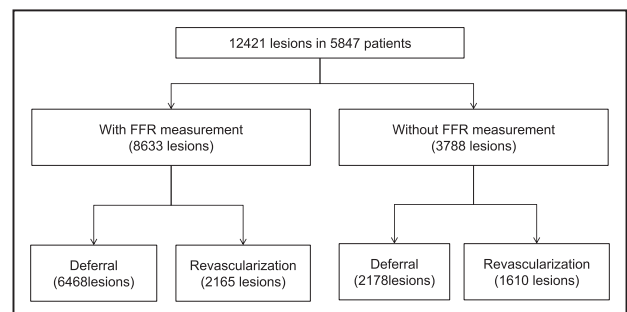 12421 lesions in 5847 patients
With FFR measurement
(8633 lesions)
Without FFR measurement
(3788 lesions)
Deferral
(6468lesions)
Revascularization
(2165 lesions)
Deferral
(2178lesions)
Revascularization
(1610 lesions)